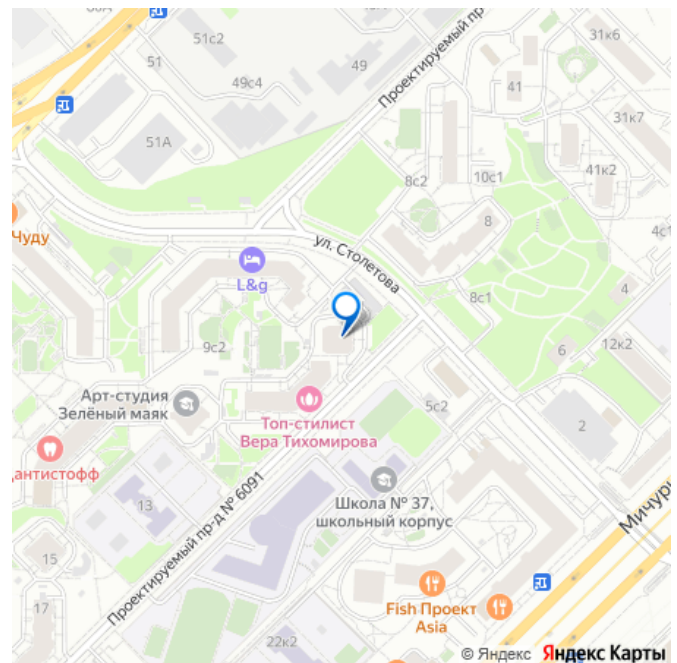 51с2
51
49с4
49
51А
Проектируемый пр-
31к6
41
31к7
41к2
8с2
10с1
8
4с1
Чуду
L&g
ул. Столетова
8с1
4
6
12к2
9с2
Арт-студия
Зелёный маяк
Топ-стилист
Вера Тихомирова
5с2
2
дантистофф
13
Проектируемый пр-д № 6091
Школа № 37,
школьный корпус
Мичури
15
17
Fish Проект
Asia
22к2
© Яндекс Яндекс Карты